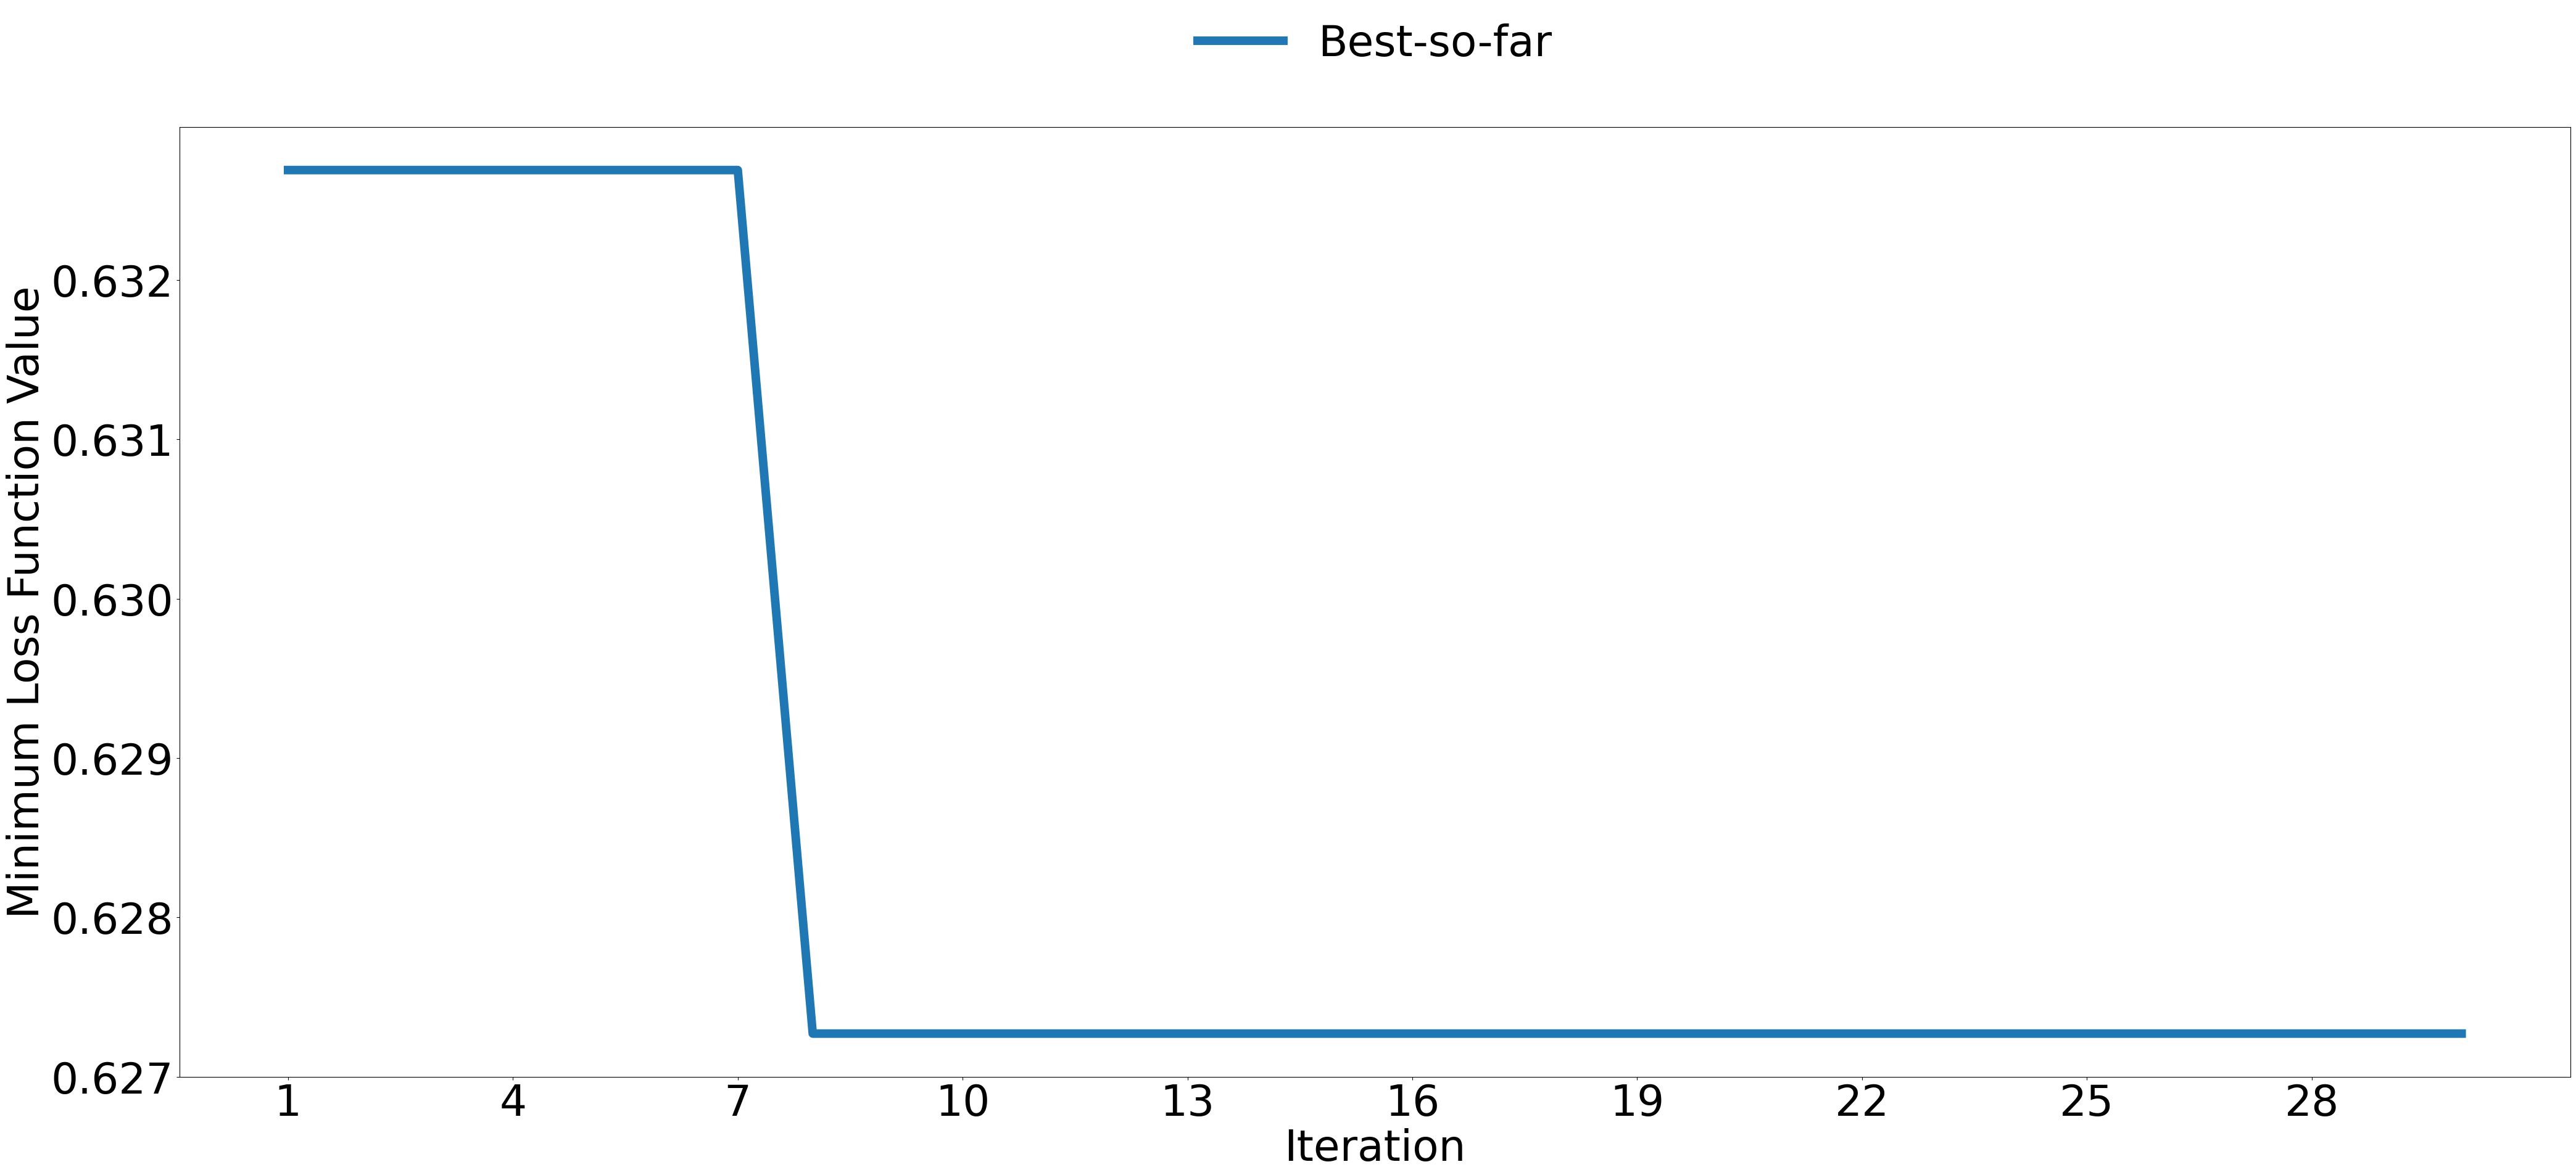 Best-so-far
Minimum Loss Function Value
0.632
0.631
0.630
0.629
0.628
0.627
1 4 7 10 13 16 19 22 25 28
Iteration